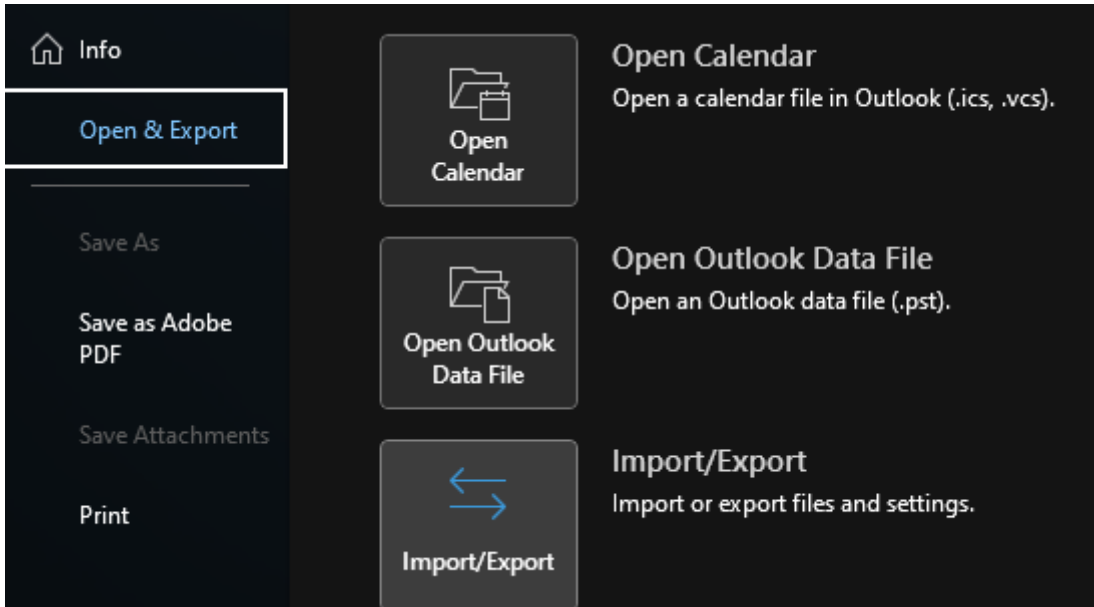 Info
Open & Export
Save As
Save as Adobe
PDF
Save Attachments
Print
Open
Calendar
Open Calendar
Open a calendar file in Outlook (.ics, .vcs).
Open Outlook
Data File
Open Outlook Data File
Open an Outlook data file (.pst).
Import/Export
Import/Export
Import or export files and settings.